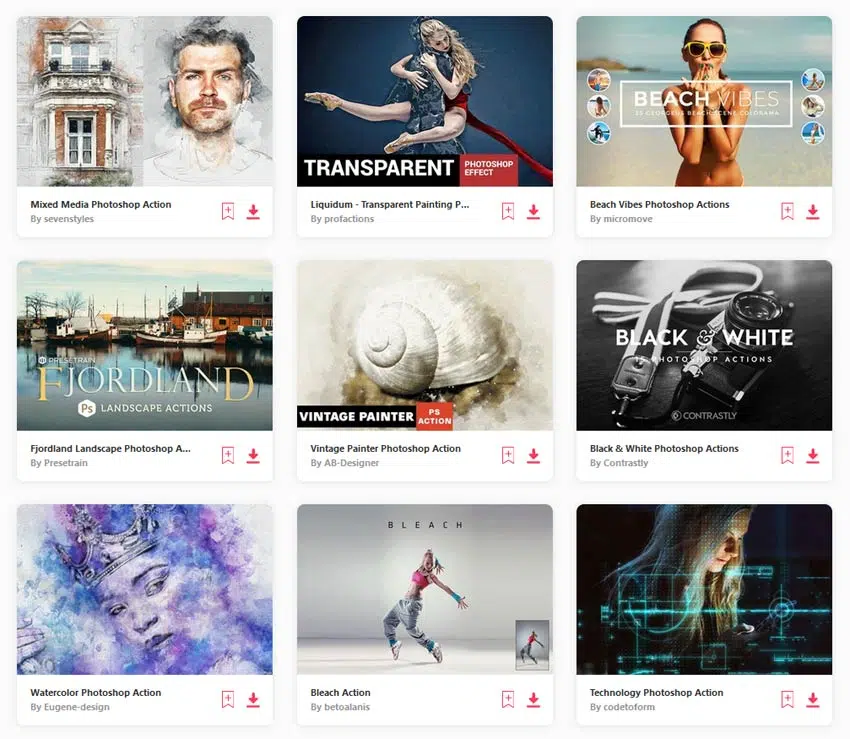 TRANSPARENT
PHOTOSHOP
EFFECT
BEACH VIBES
Mixed Media Photoshop Action
By sevenstyles
Liquidum - Transparent Painting P...
By profactions
Beach Vibes Photoshop Actions
By micromove
PRESETRAIN
FJORDLAND
Ps LANDSCAPE ACTIONS
VINTAGE PAINTER
PS
ACTION
BLACK & WHITE
15 PHOTOSHOP ACTIONS
CONTRASTLY
Fjordland Landscape Photoshop A...
By Presetrain
Vintage Painter Photoshop Action
By AB-Designer
Black & White Photoshop Actions
By Contrastly
BLEACH
Watercolor Photoshop Action
By Eugene-design
Bleach Action
By betoalanis
Technology Photoshop Action
By codetoform